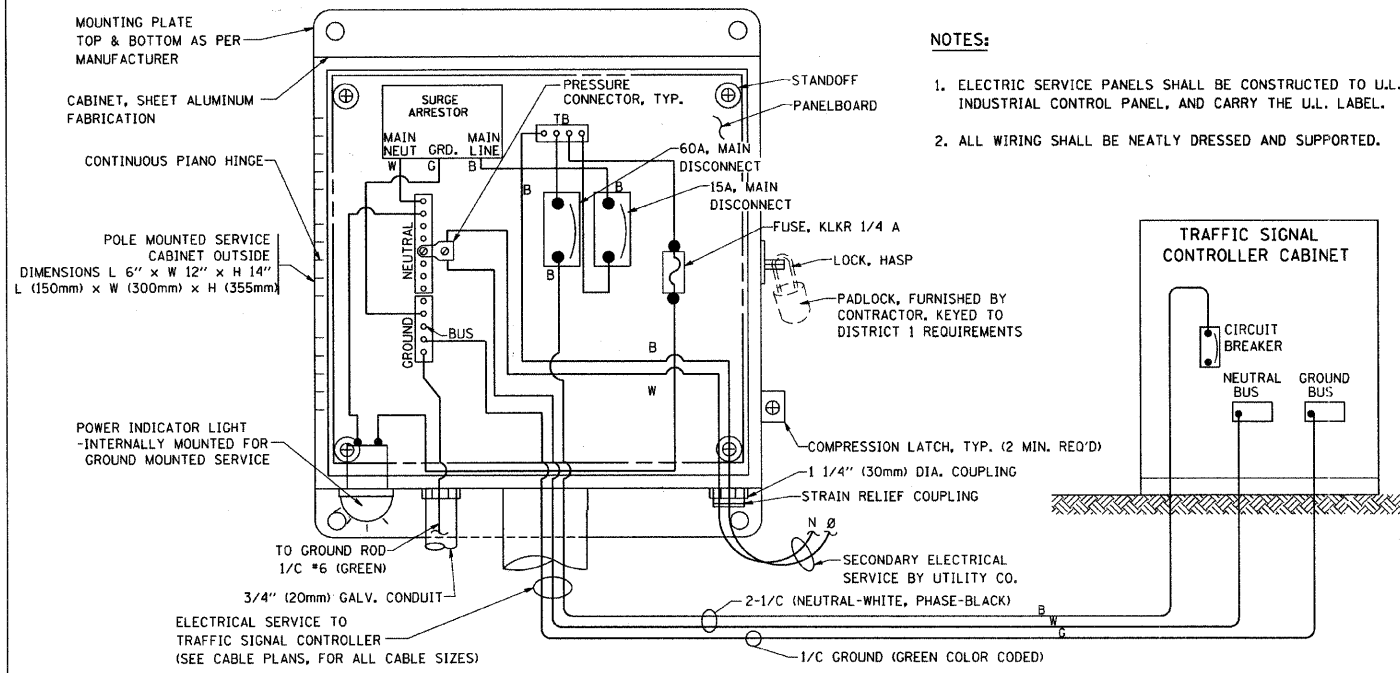 MOUNTING PLATE
TOP & BOTTOM AS PER
MANUFACTURER
CABINET, SHEET ALUMINUM
FABRICATION
CONTINUOUS PIANO HINGE
POLE MOUNTED SERVICE
CABINET OUTSIDE
DIMENSIONS L 6" x W 12" x H 14"
L (150mm) x W (300mm) x H (355mm)
POWER INDICATOR LIGHT
-INTERNALLY MOUNTED FOR
GROUND MOUNTED SERVICE
TO GROUND ROD
1/C #6 (GREEN)
3/4" (20mm) GALV. CONDUIT
ELECTRICAL SERVICE TO
TRAFFIC SIGNAL CONTROLLER
(SEE CABLE PLANS, FOR ALL CABLE SIZES)
SURGE
ARRESTOR
MAIN
NEUT
GRD.
MAIN
LINE
W
G
B
PRESSURE
CONNECTOR, TYP.
TB
STANDOFF
PANELBOARD
60A, MAIN
DISCONNECT
B
B
15A, MAIN
DISCONNECT
FUSE, KLKR 1/4 A
B
NEUTRAL
GROUND
BUS
B
W
LOCK, HASP
PADLOCK, FURNISHED BY
CONTRACTOR. KEYED TO
DISTRICT 1 REQUIREMENTS
COMPRESSION LATCH, TYP. (2 MIN. REQ'D)
1 1/4" (30mm) DIA. COUPLING
STRAIN RELIEF COUPLING
N Ø
SECONDARY ELECTRICAL
SERVICE BY UTILITY CO.
2-1/C (NEUTRAL-WHITE, PHASE-BLACK)
B
W
G
1/C GROUND (GREEN COLOR CODED)
NOTES:
1. ELECTRIC SERVICE PANELS SHALL BE CONSTRUCTED TO U.L.
INDUSTRIAL CONTROL PANEL, AND CARRY THE U.L. LABEL.
2. ALL WIRING SHALL BE NEATLY DRESSED AND SUPPORTED.
TRAFFIC SIGNAL
CONTROLLER CABINET
CIRCUIT
BREAKER
NEUTRAL
BUS
GROUND
BUS